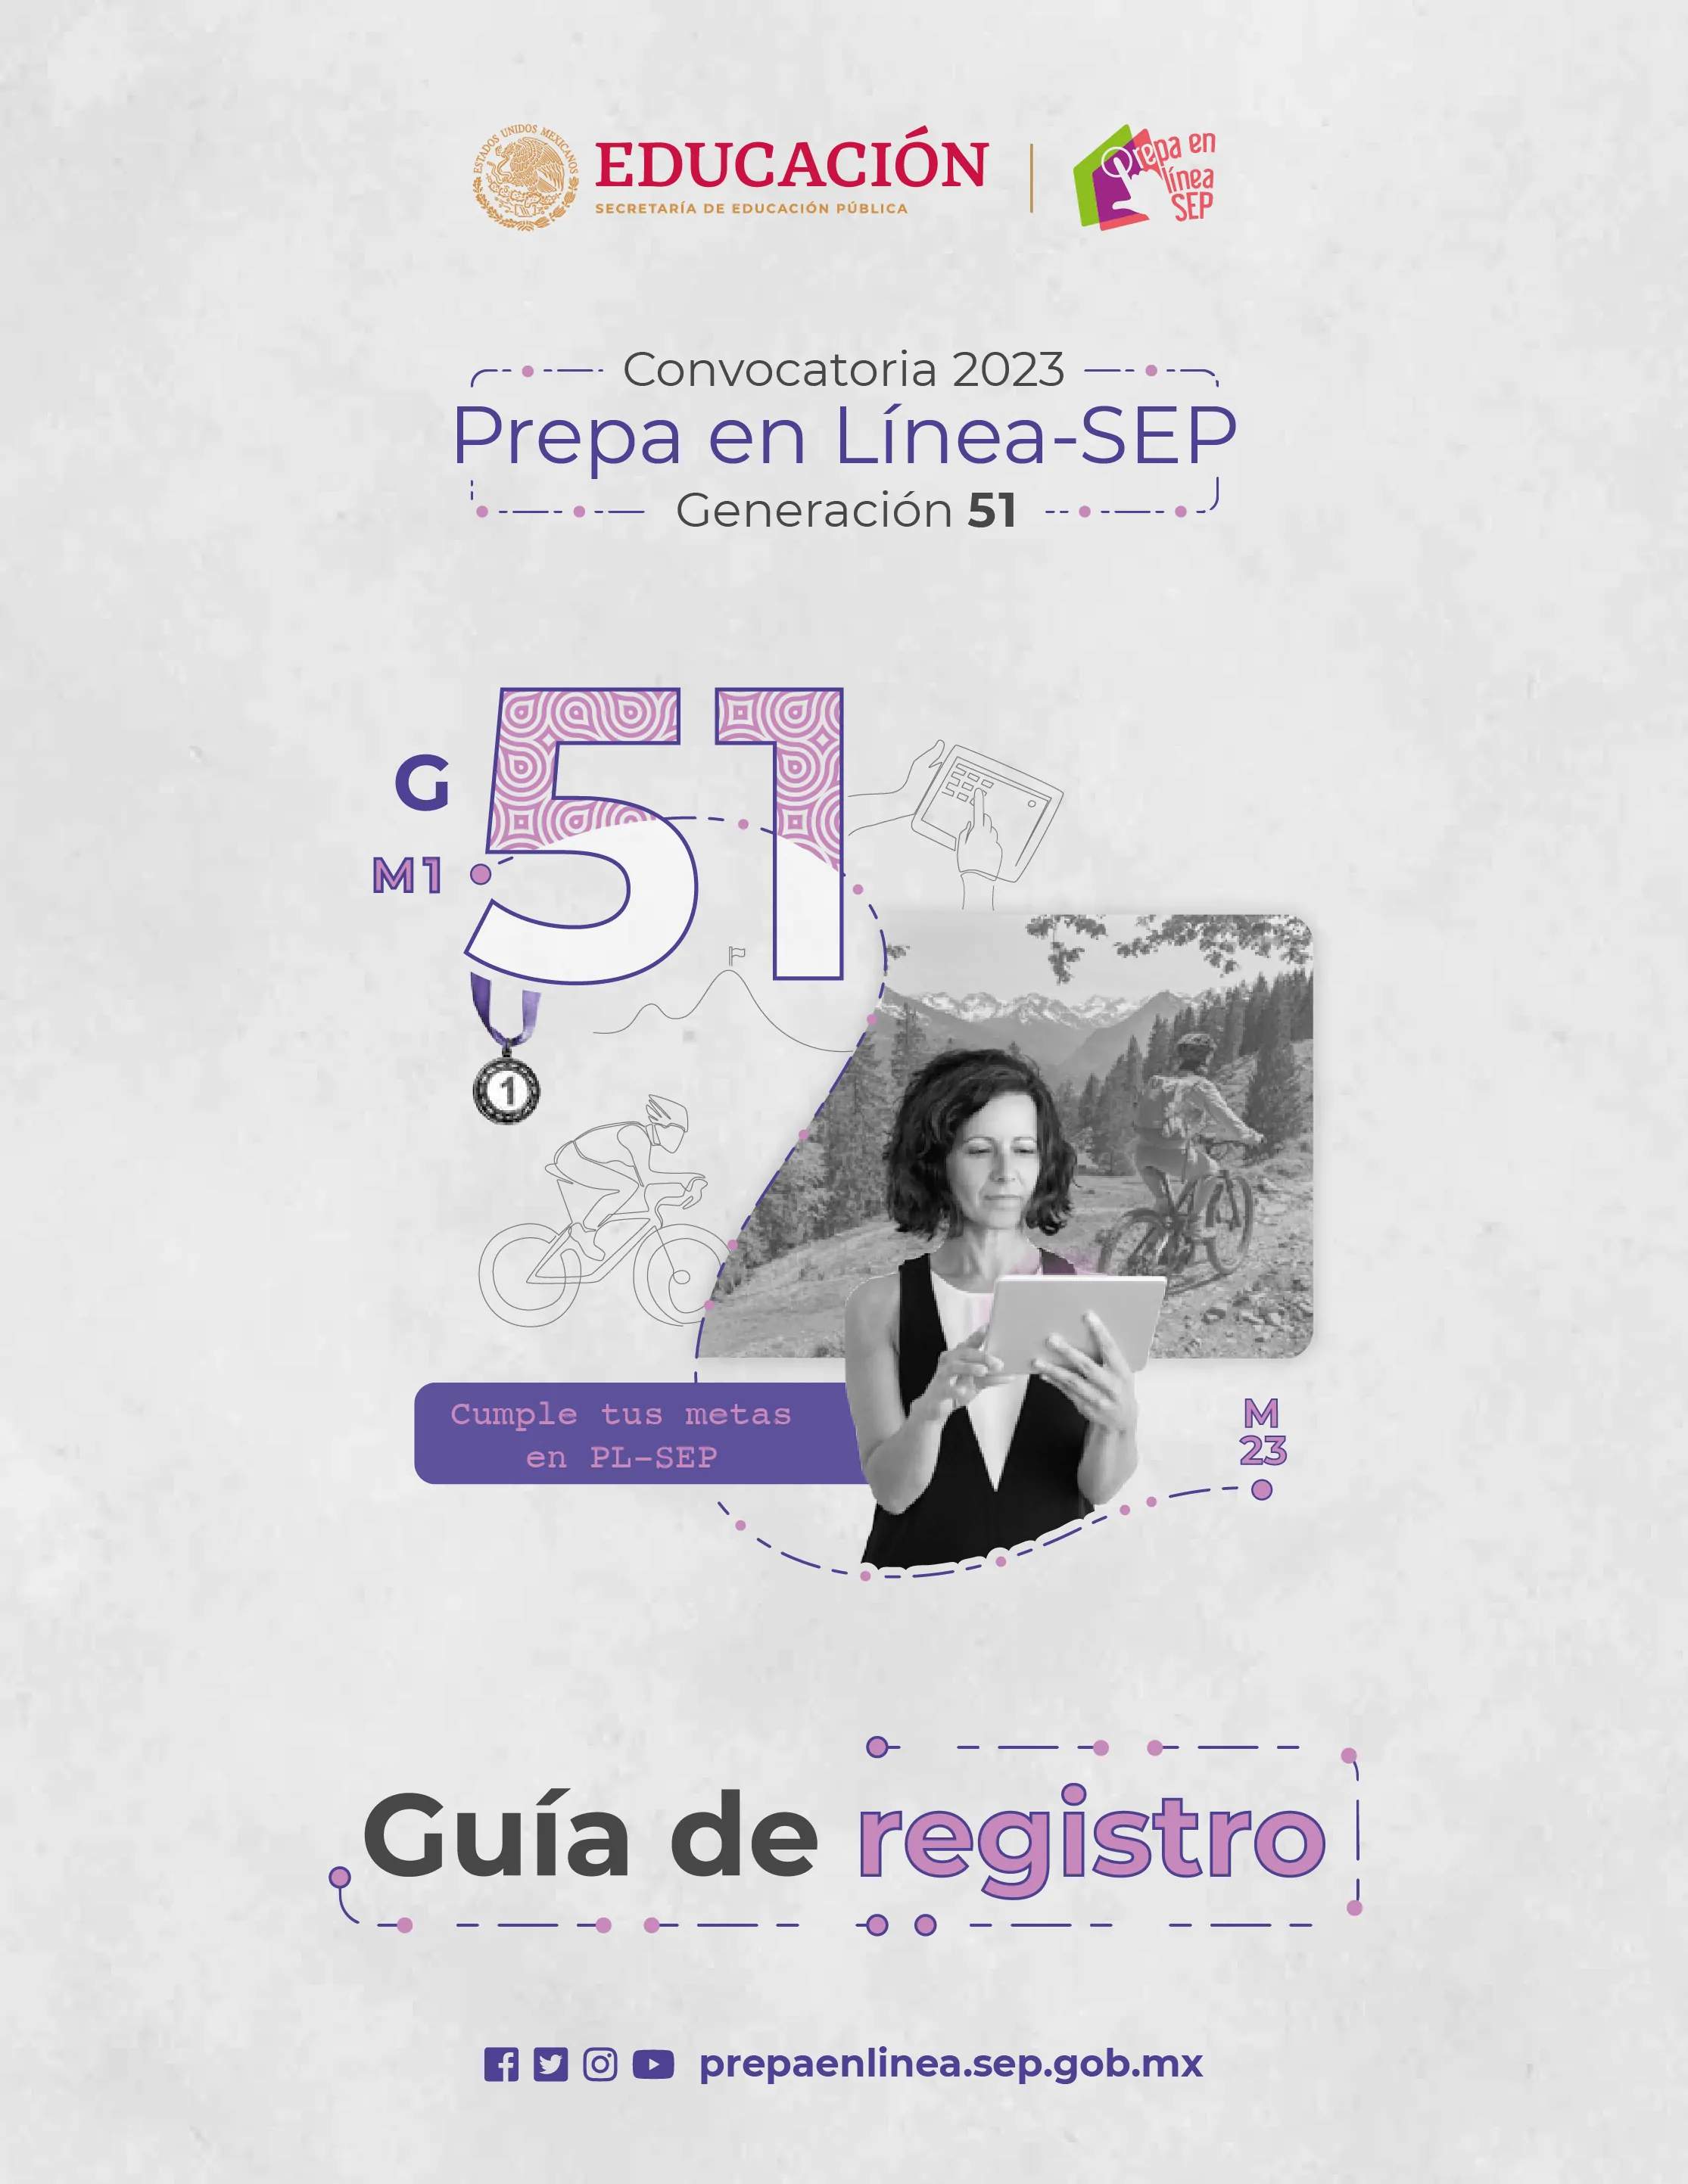 ESTADOS UNIDOS MEXICANOS
EDUCACIÓN
SECRETARÍA DE EDUCACIÓN PÚBLICA
Prepa en
línea
SEP
Convocatoria 2023
Prepa en Línea-SEP
Generación 51
51
G
M1
1
Cumple tus metas
en PL-SEP
M
23
Guía de registro
prepaenlinea.sep.gob.mx